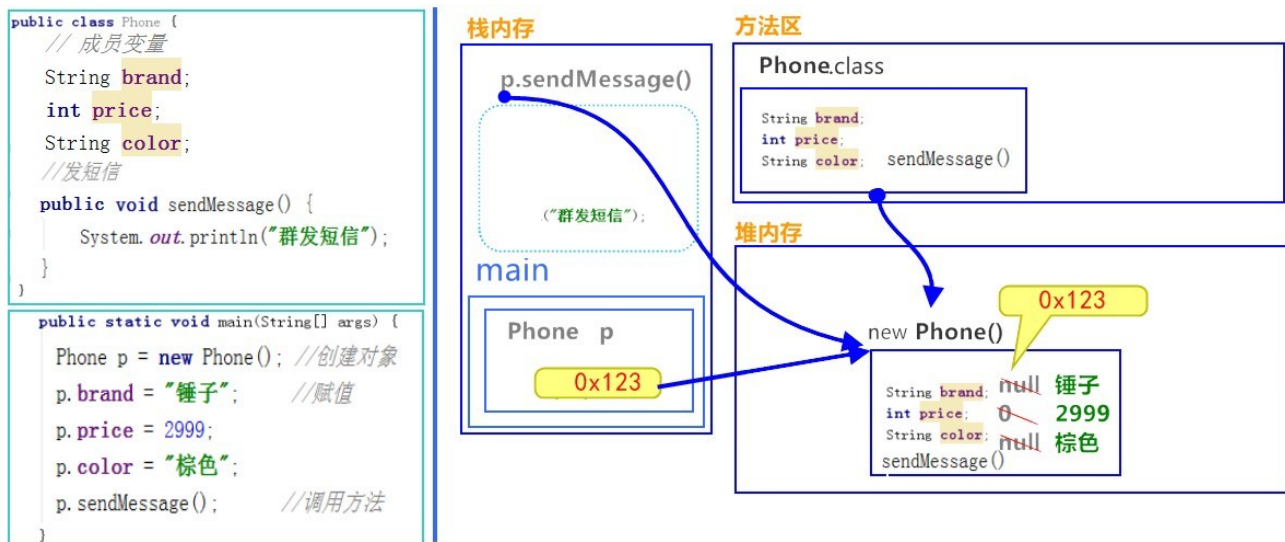 public class Phone {
// 成员变量
String brand;
int price;
String color;
//发短信
public void sendMessage() {
System.out.println("群发短信");
}
}
public static void main(String[] args) {
Phone p = new Phone(); //创建对象
p.brand = "锤子"; //赋值
p.price = 2999;
p.color = "棕色";
p.sendMessage(); //调用方法
}
栈内存
p.sendMessage()
("群发短信");
main
Phone p
0x123
方法区
Phone.class
String brand;
int price;
String color; sendMessage()
堆内存
0x123
new Phone()
String brand; null 锤子
int price; 0 2999
String color; null 棕色
sendMessage()